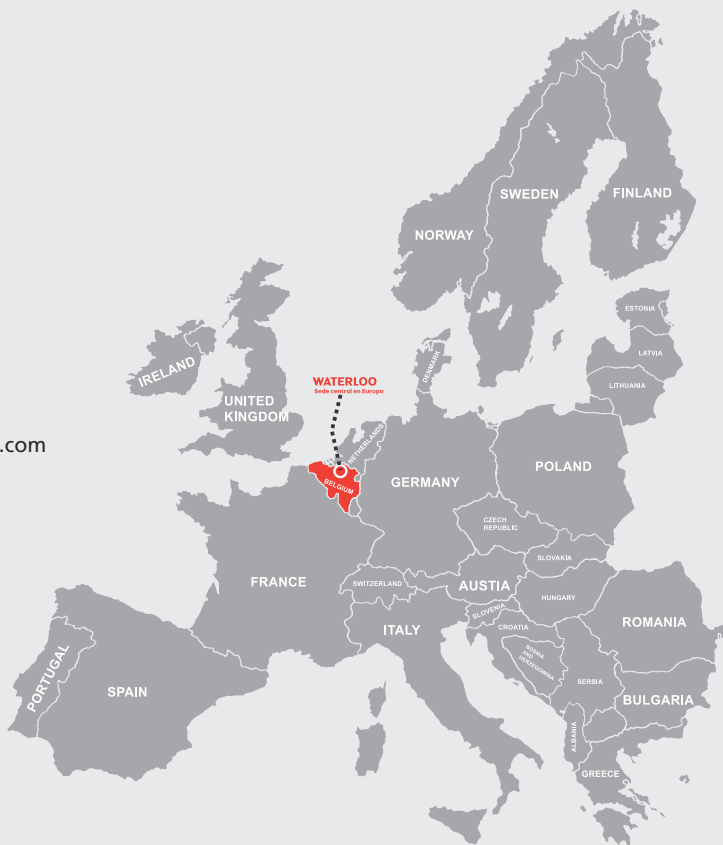 FINLAND
SWEDEN
NORWAY
ESTONIA
LATVIA
DENMARK
IRELAND
WATERLOO
Sede central en Europa
LITHUANIA
UNITED
KINGDOM
.com
NETHERLANDS
POLAND
GERMANY
BELGIUM
CZECH
REPUBLIC
SLOVAKIA
FRANCE
SWITZERLAND
AUSTIA
HUNGARY
SLOVENIA
ROMANIA
ITALY
CROATIA
BOSNIA
AND
HERZEGOWNIA
PORTUGAL
SPAIN
SERBIA
BULGARIA
ALBANIA
GREECE